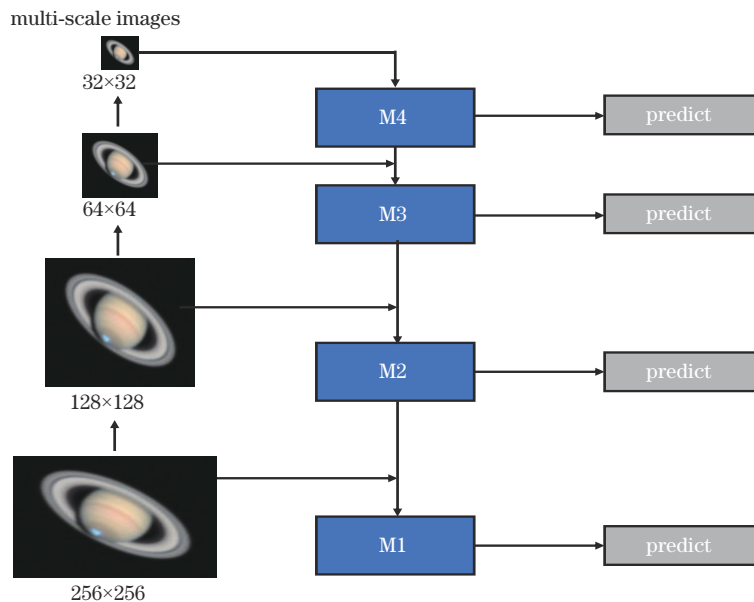 multi-scale images
32×32
M4
predict
64×64
M3
predict
128×128
M2
predict
256×256
M1
predict